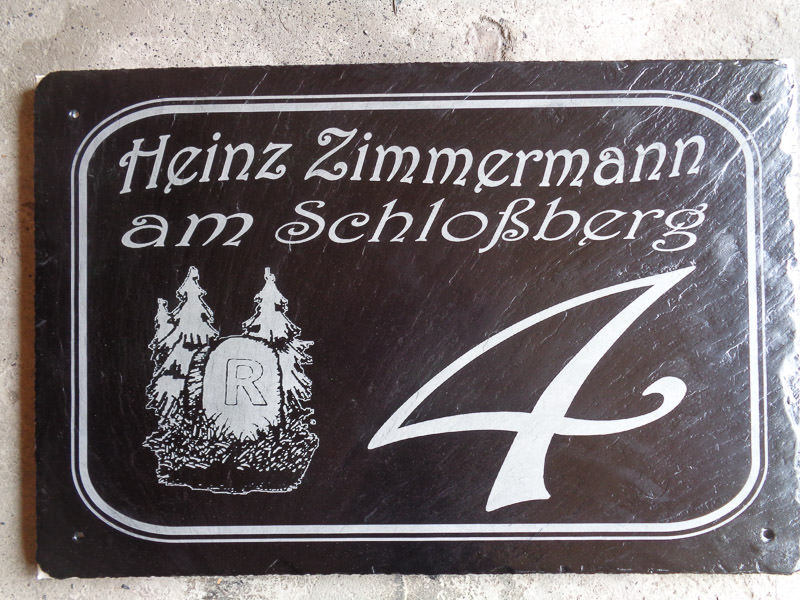 Heinz Zimmermann
am Schloßberg
R
4